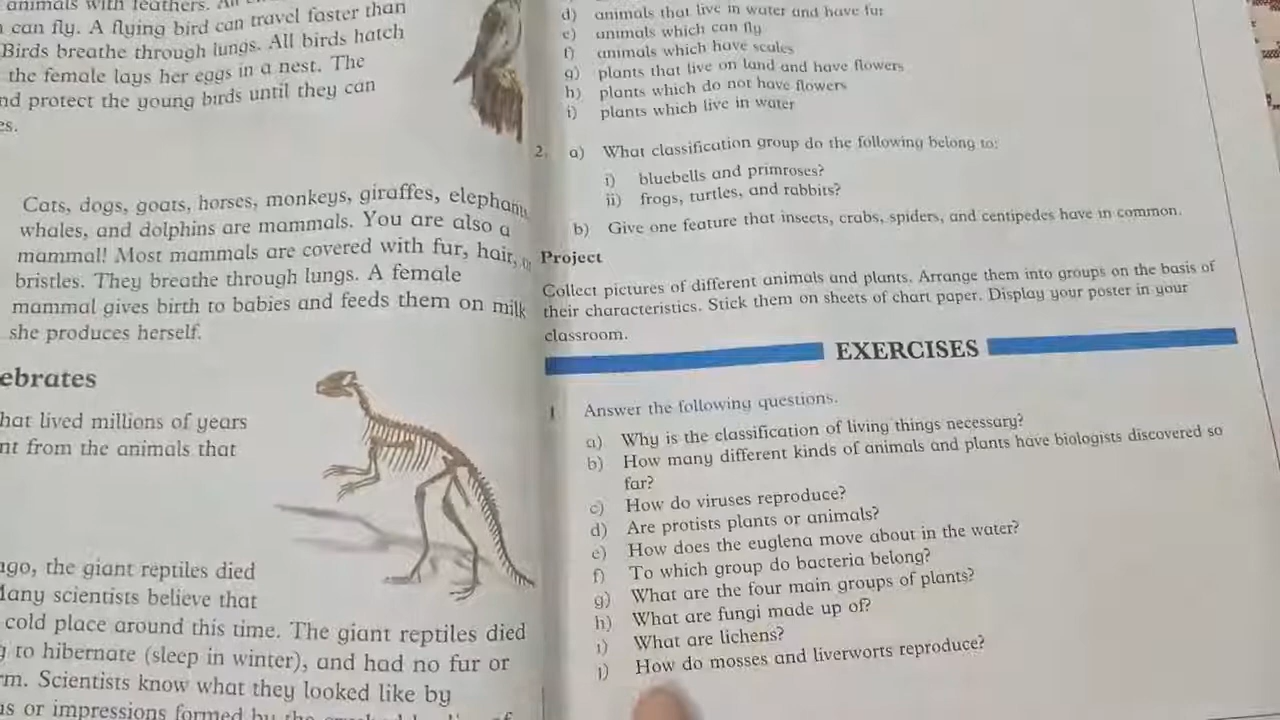 animals with feathers. All
can fly. A flying bird can travel faster than
Birds breathe through lungs. All birds hatch
the female lays her eggs in a nest. The
nd protect the young birds until they can
es.
Cats, dogs, goats, horses, monkeys, giraffes, elephants
whales, and dolphins are mammals. You are also a
mammal! Most mammals are covered with fur, hair, or
bristles. They breathe through lungs. A female
mammal gives birth to babies and feeds them on milk
she produces herself.
ebrates
hat lived millions of years
nt from the animals that
ago, the giant reptiles died
Many scientists believe that
cold place around this time. The giant reptiles died
g to hibernate (sleep in winter), and had no fur or
rm. Scientists know what they looked like by
or impressions formed by the
d) animals that live in water and have fur
e) animals which can fly
f) animals which have scales
g) plants that live on land and have flowers
h) plants which do not have flowers
i) plants which live in water
2. a) What classification group do the following belong to:
i) bluebells and primroses?
ii) frogs, turtles, and rabbits?
b) Give one feature that insects, crabs, spiders, and centipedes have in common.
Project
Collect pictures of different animals and plants. Arrange them into groups on the basis of
their characteristics. Stick them on sheets of chart paper. Display your poster in your
classroom.
EXERCISES
1 Answer the following questions.
a) Why is the classification of living things necessary?
b) How many different kinds of animals and plants have biologists discovered so
far?
c) How do viruses reproduce?
d) Are protists plants or animals?
e) How does the euglena move about in the water?
f) To which group do bacteria belong?
g) What are the four main groups of plants?
h) What are fungi made up of?
i) What are lichens?
j) How do mosses and liverworts reproduce?